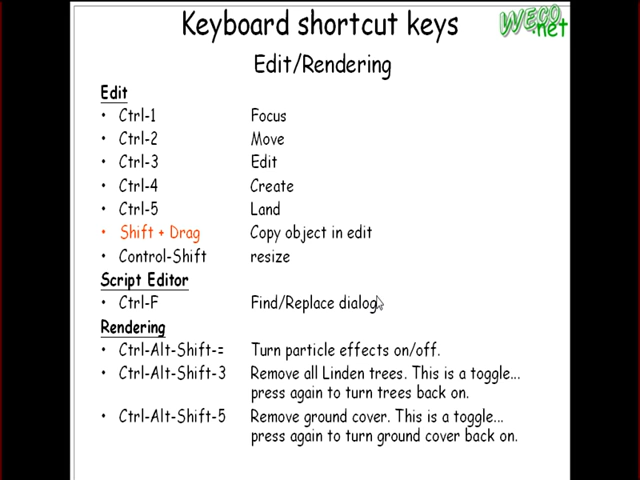 Keyboard shortcut keys
WECO
.net
Edit/Rendering
Edit
• Ctrl-1 Focus
• Ctrl-2 Move
• Ctrl-3 Edit
• Ctrl-4 Create
• Ctrl-5 Land
• Shift + Drag Copy object in edit
• Control-Shift resize
Script Editor
• Ctrl-F Find/Replace dialog
Rendering
• Ctrl-Alt-Shift-= Turn particle effects on/off.
• Ctrl-Alt-Shift-3 Remove all Linden trees. This is a toggle...
press again to turn trees back on.
• Ctrl-Alt-Shift-5 Remove ground cover. This is a toggle...
press again to turn ground cover back on.